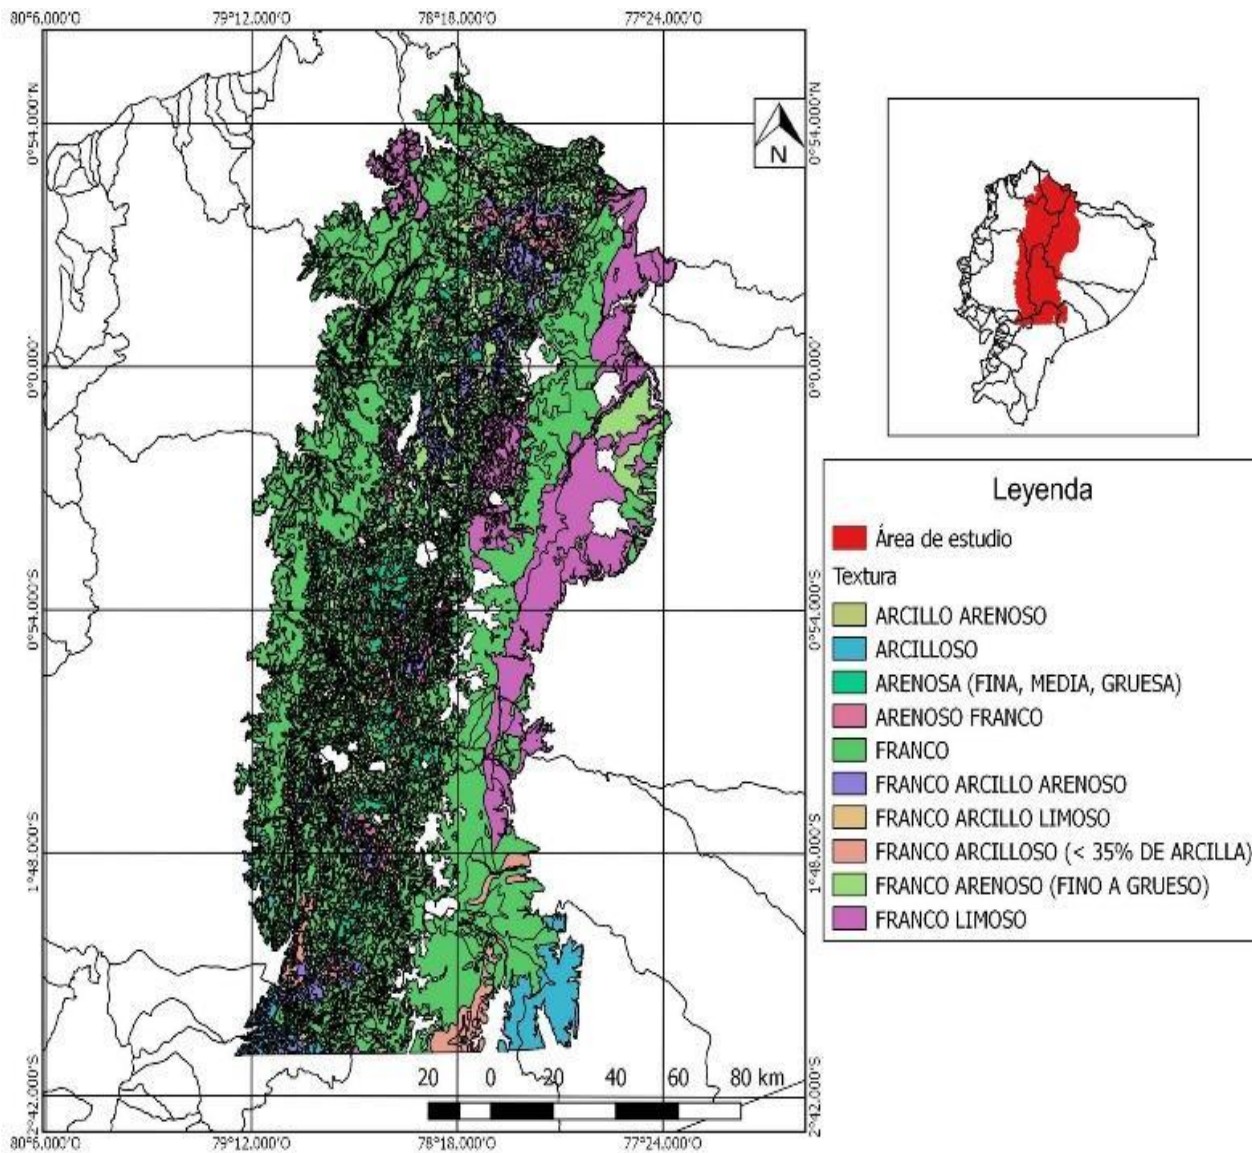 80°6.000'O 79°12.000'O 78°18.000'O 77°24.000'O
0°54.000'N 0°54.000'N
N
0°0.000' 0°0.000'
0°54.000'S 0°54.000'S
1°48.000'S 1°48.000'S
2°42.000'S 2°42.000'S
20 0 20 40 60 80 km
80°6.000'O 79°12.000'O 78°18.000'O 77°24.000'O
Leyenda
Área de estudio
Textura
ARCILLO ARENOSO
ARCILLOSO
ARENOSA (FINA, MEDIA, GRUESA)
ARENOSO FRANCO
FRANCO
FRANCO ARCILLO ARENOSO
FRANCO ARCILLO LIMOSO
FRANCO ARCILLOSO (< 35% DE ARCILLA)
FRANCO ARENOSO (FINO A GRUESO)
FRANCO LIMOSO